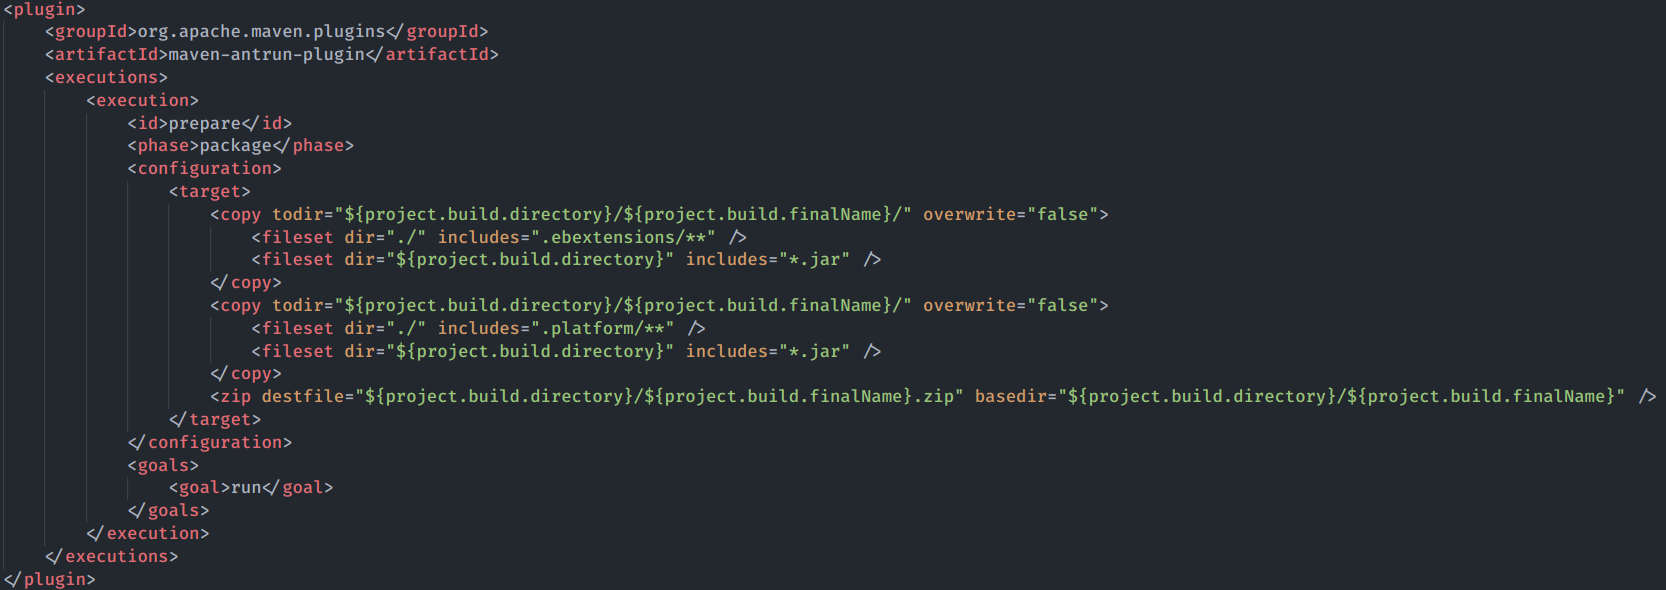 <plugin>
    <groupId>org.apache.maven.plugins</groupId>
    <artifactId>maven-antrun-plugin</artifactId>
    <executions>
        <execution>
            <id>prepare</id>
            <phase>package</phase>
            <configuration>
                <target>
                    <copy todir="${project.build.directory}/${project.build.finalName}/" overwrite="false">
                        <fileset dir="./" includes=".ebextensions/**" />
                        <fileset dir="${project.build.directory}" includes="*.jar" />
                    </copy>
                    <copy todir="${project.build.directory}/${project.build.finalName}/" overwrite="false">
                        <fileset dir="./" includes=".platform/**" />
                        <fileset dir="${project.build.directory}" includes="*.jar" />
                    </copy>
                    <zip destfile="${project.build.directory}/${project.build.finalName}.zip" basedir="${project.build.directory}/${project.build.finalName}" />
                </target>
            </configuration>
            <goals>
                <goal>run</goal>
            </goals>
        </execution>
    </executions>
</plugin>